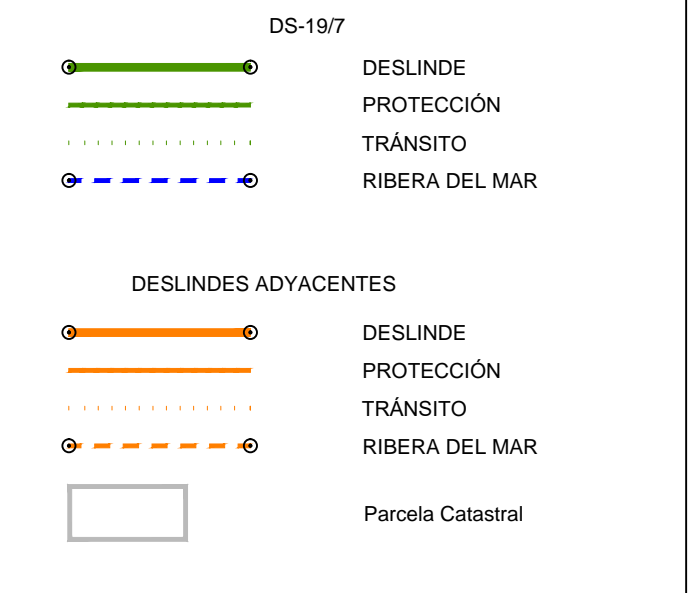 DS-19/7
DESLINDE
PROTECCIÓN
TRÁNSITO
RIBERA DEL MAR
DESLINDES ADYACENTES
DESLINDE
PROTECCIÓN
TRÁNSITO
RIBERA DEL MAR
Parcela Catastral